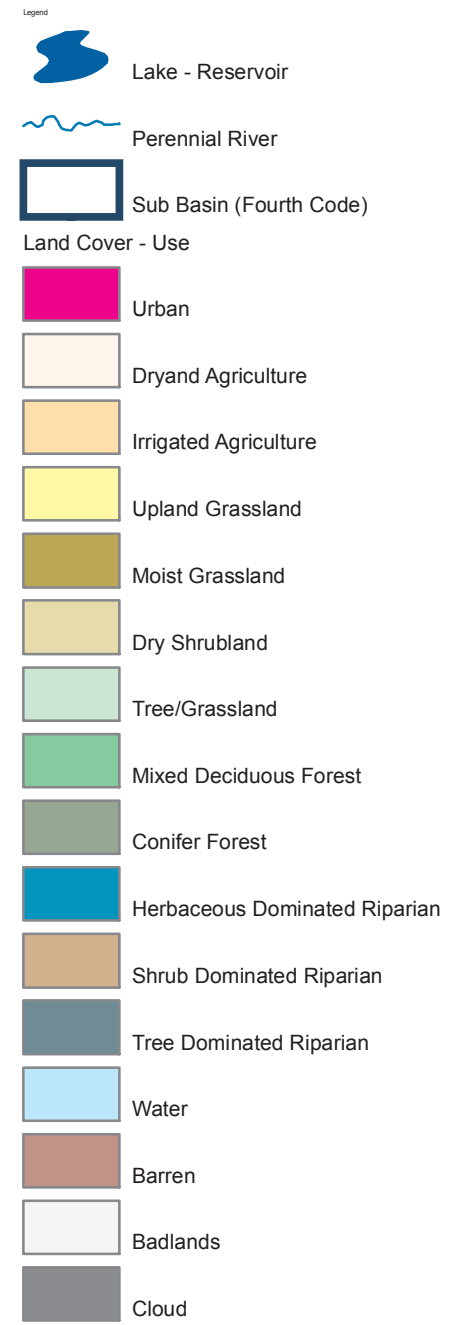 Legend
Lake - Reservoir
Perennial River
Sub Basin (Fourth Code)
Land Cover - Use
Urban
Dryand Agriculture
Irrigated Agriculture
Upland Grassland
Moist Grassland
Dry Shrubland
Tree/Grassland
Mixed Deciduous Forest
Conifer Forest
Herbaceous Dominated Riparian
Shrub Dominated Riparian
Tree Dominated Riparian
Water
Barren
Badlands
Cloud